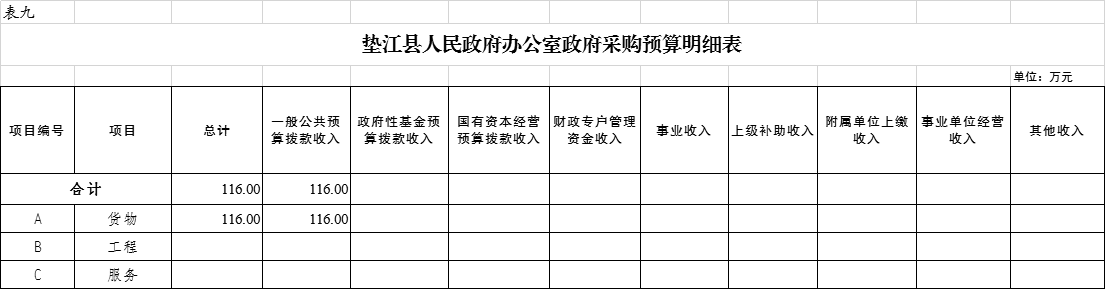 表九
垫江县人民政府办公室政府采购预算明细表
单位：万元
项目编号 项目 总计 一般公共预算拨款收入 政府性基金预算拨款收入 国有资本经营预算拨款收入 财政专户管理资金收入 事业收入 上级补助收入 附属单位上缴收入 事业单位经营收入 其他收入
合计 116.00 116.00
A 货物 116.00 116.00
B 工程
C 服务